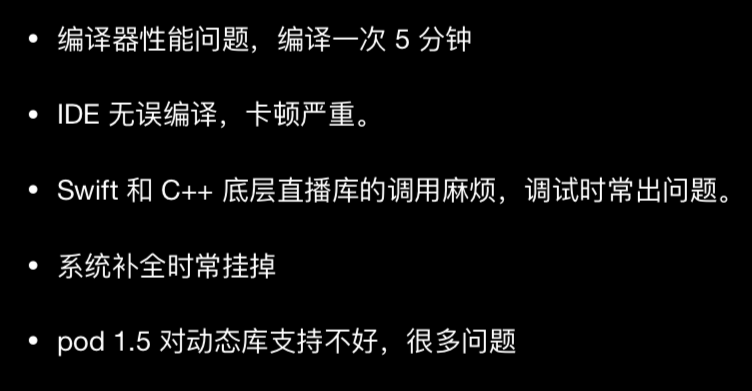 • 编译器性能问题，编译一次 5 分钟
• IDE 无误编译，卡顿严重。
• Swift 和 C++ 底层直播库的调用麻烦，调试时常出问题。
• 系统补全时常挂掉
• pod 1.5 对动态库支持不好，很多问题